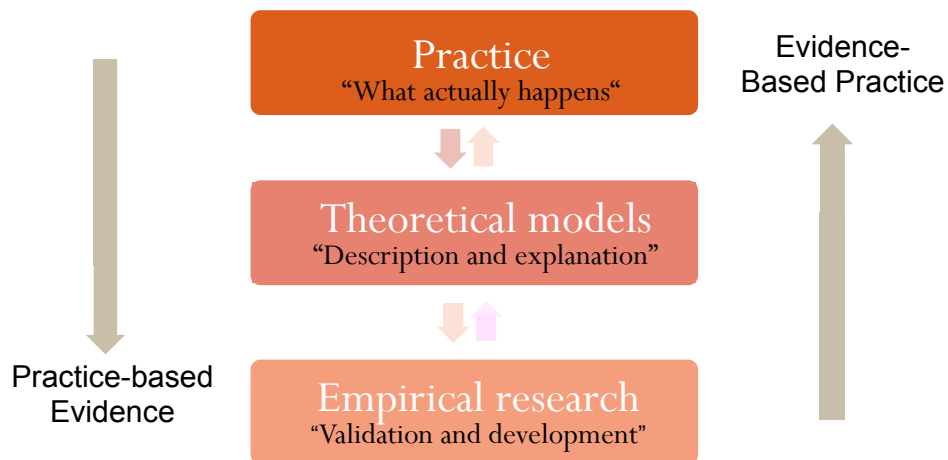 Practice
“What actually happens“
Evidence-
Based Practice
Theoretical models
“Description and explanation”
Practice-based
Evidence
Empirical research
“Validation and development”